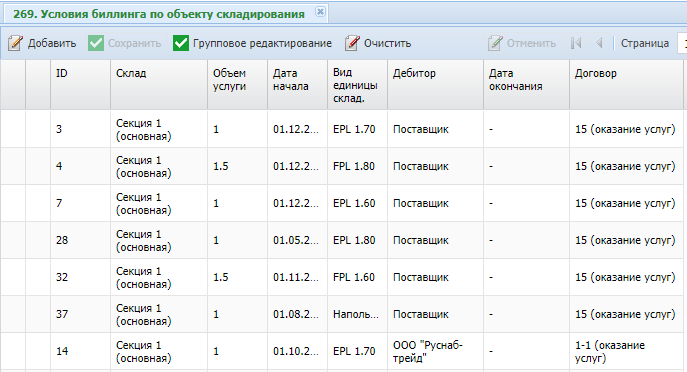 269. Условия биллинга по объекту складирования
Добавить Сохранить Групповое редактирование Очистить Отменить Страница
ID Склад Объем услуги Дата начала Вид единицы склад. Дебитор Дата окончания Договор
3 Секция 1 (основная) 1 01.12.2... EPL 1.70 Поставщик - 15 (оказание услуг)
4 Секция 1 (основная) 1.5 01.12.2... FPL 1.80 Поставщик - 15 (оказание услуг)
7 Секция 1 (основная) 1 01.12.2... EPL 1.60 Поставщик - 15 (оказание услуг)
28 Секция 1 (основная) 1 01.05.2... EPL 1.80 Поставщик - 15 (оказание услуг)
32 Секция 1 (основная) 1.5 01.11.2... FPL 1.60 Поставщик - 15 (оказание услуг)
37 Секция 1 (основная) 1 01.08.2... Наполь... Поставщик - 15 (оказание услуг)
14 Секция 1 (основная) 1 01.10.2... EPL 1.70 ООО "Руснаб-трейд" - 1-1 (оказание услуг)